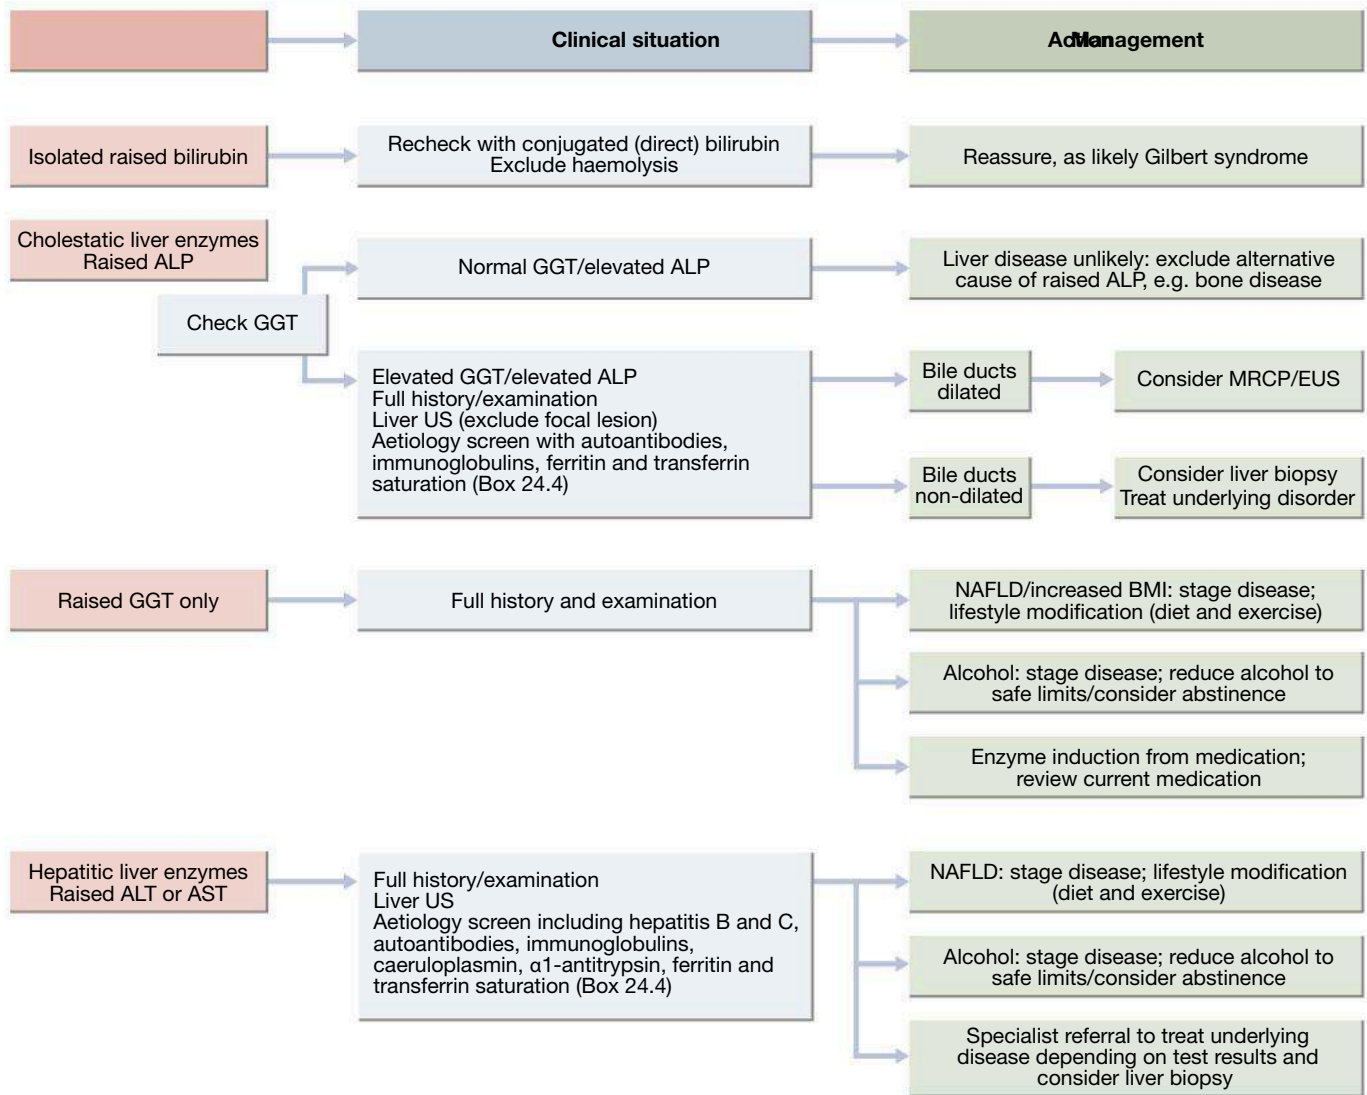 Clinical situation
Action
Management
Isolated raised bilirubin
Recheck with conjugated (direct) bilirubin
Exclude haemolysis
Reassure, as likely Gilbert syndrome
Cholestatic liver enzymes
Raised ALP
Check GGT
Normal GGT/elevated ALP
Liver disease unlikely: exclude alternative
cause of raised ALP, e.g. bone disease
Elevated GGT/elevated ALP
Full history/examination
Liver US (exclude focal lesion)
Aetiology screen with autoantibodies,
immunoglobulins, ferritin and transferrin
saturation (Box 24.4)
Bile ducts
dilated
Consider MRCP/EUS
Bile ducts
non-dilated
Consider liver biopsy
Treat underlying disorder
Raised GGT only
Full history and examination
NAFLD/increased BMI: stage disease;
lifestyle modification (diet and exercise)
Alcohol: stage disease; reduce alcohol to
safe limits/consider abstinence
Enzyme induction from medication;
review current medication
Hepatitic liver enzymes
Raised ALT or AST
Full history/examination
Liver US
Aetiology screen including hepatitis B and C,
autoantibodies, immunoglobulins,
caeruloplasmin, α1-antitrypsin, ferritin and
transferrin saturation (Box 24.4)
NAFLD: stage disease; lifestyle modification
(diet and exercise)
Alcohol: stage disease; reduce alcohol to
safe limits/consider abstinence
Specialist referral to treat underlying
disease depending on test results and
consider liver biopsy